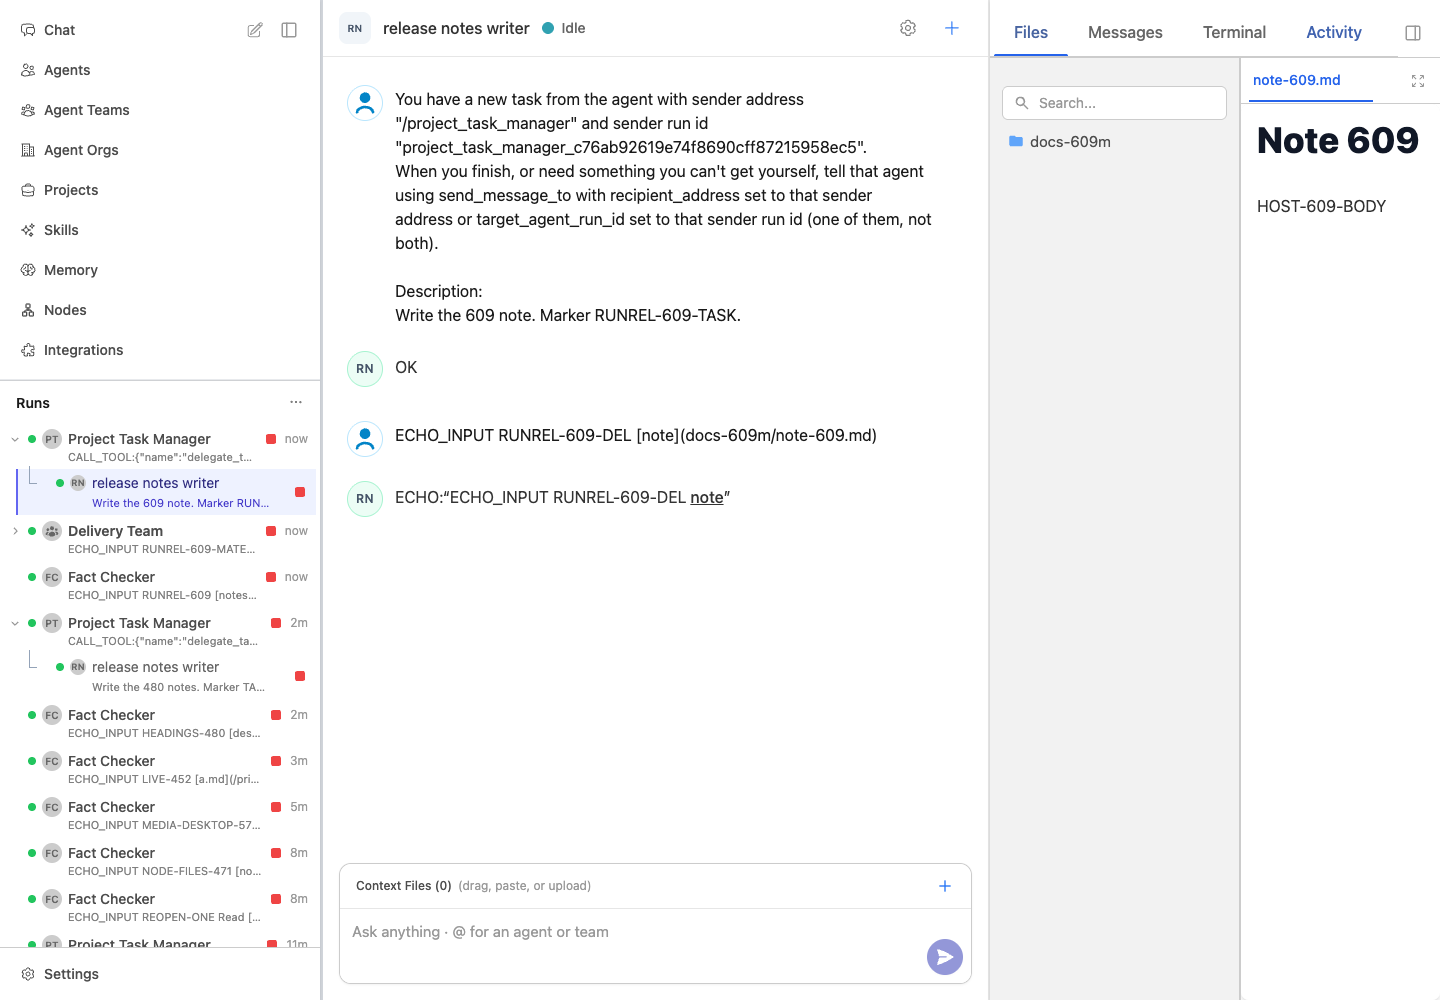 Chat
Agents
Agent Teams
Agent Orgs
Projects
Skills
Memory
Nodes
Integrations
Runs
PT Project Task Manager now
CALL_TOOL:{"name":"delegate_t...
RN release notes writer
Write the 609 note. Marker RUN...
Delivery Team now
ECHO_INPUT RUNREL-609-MATE...
FC Fact Checker now
ECHO_INPUT RUNREL-609 [notes...
PT Project Task Manager 2m
CALL_TOOL:{"name":"delegate_ta...
RN release notes writer
Write the 480 notes. Marker TA...
FC Fact Checker 2m
ECHO_INPUT HEADINGS-480 [des...
FC Fact Checker 3m
ECHO_INPUT LIVE-452 [a.md](/pri...
FC Fact Checker 5m
ECHO_INPUT MEDIA-DESKTOP-57...
FC Fact Checker 8m
ECHO_INPUT NODE-FILES-471 [no...
FC Fact Checker 8m
ECHO_INPUT REOPEN-ONE Read [...
PT Project Task Manager 11m
Settings
RN release notes writer Idle
You have a new task from the agent with sender address
"/project_task_manager" and sender run id
"project_task_manager_c76ab92619e74f8690cff87215958ec5".
When you finish, or need something you can't get yourself, tell that agent
using send_message_to with recipient_address set to that sender
address or target_agent_run_id set to that sender run id (one of them, not
both).
Description:
Write the 609 note. Marker RUNREL-609-TASK.
RN OK
ECHO_INPUT RUNREL-609-DEL [note](docs-609m/note-609.md)
RN ECHO:“ECHO_INPUT RUNREL-609-DEL note”
Context Files (0) (drag, paste, or upload)
Ask anything · @ for an agent or team
Files Messages Terminal Activity
Search...
docs-609m
note-609.md
Note 609
HOST-609-BODY